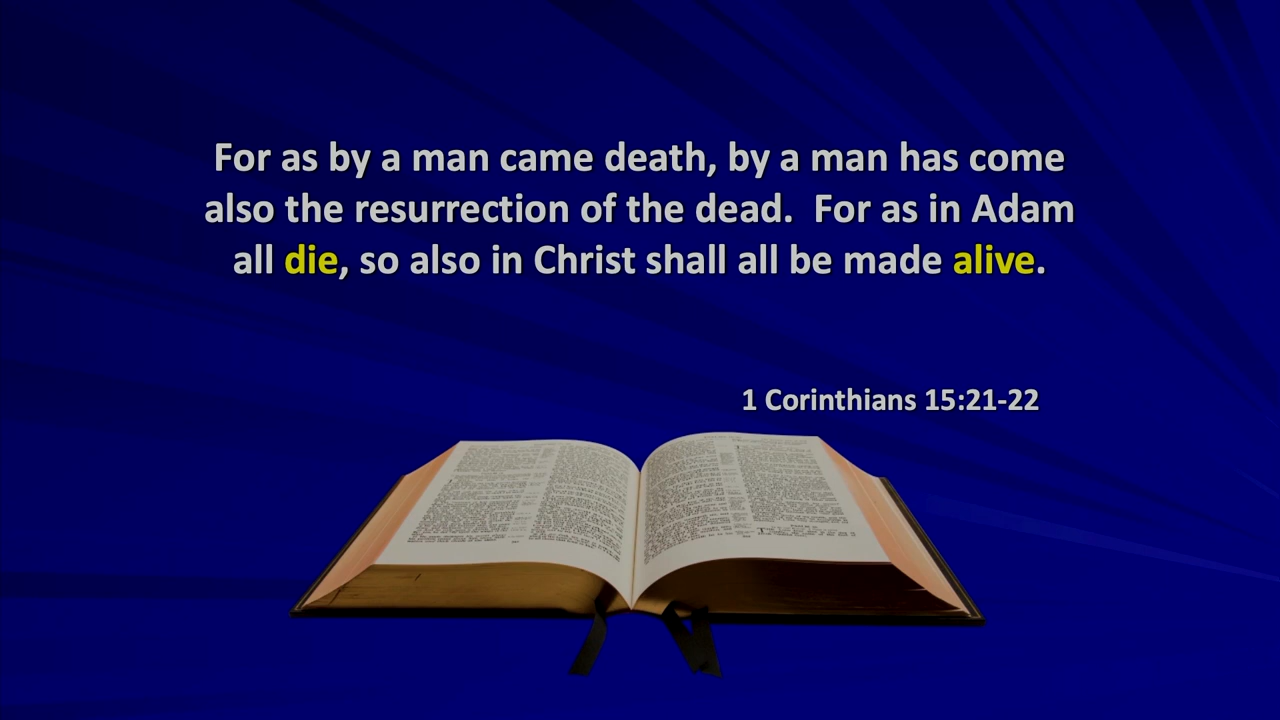 For as by a man came death, by a man has come
also the resurrection of the dead.  For as in Adam
all die, so also in Christ shall all be made alive.
1 Corinthians 15:21-22